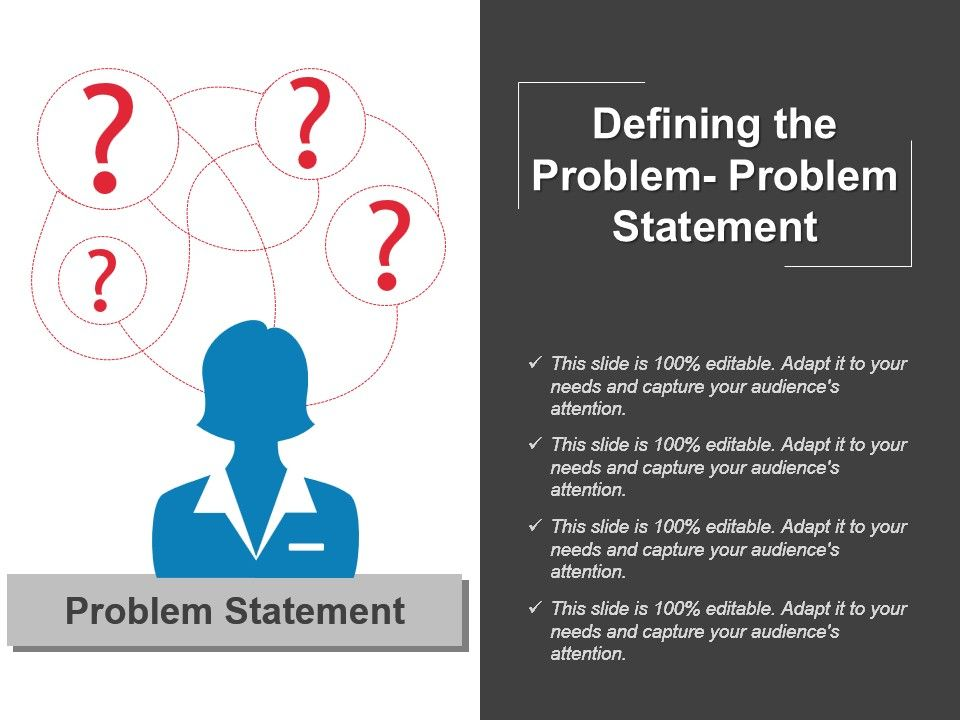 ?
?
?
?
Problem Statement
Defining the
Problem- Problem
Statement
✓ This slide is 100% editable. Adapt it to your
needs and capture your audience's
attention.
✓ This slide is 100% editable. Adapt it to your
needs and capture your audience's
attention.
✓ This slide is 100% editable. Adapt it to your
needs and capture your audience's
attention.
✓ This slide is 100% editable. Adapt it to your
needs and capture your audience's
attention.